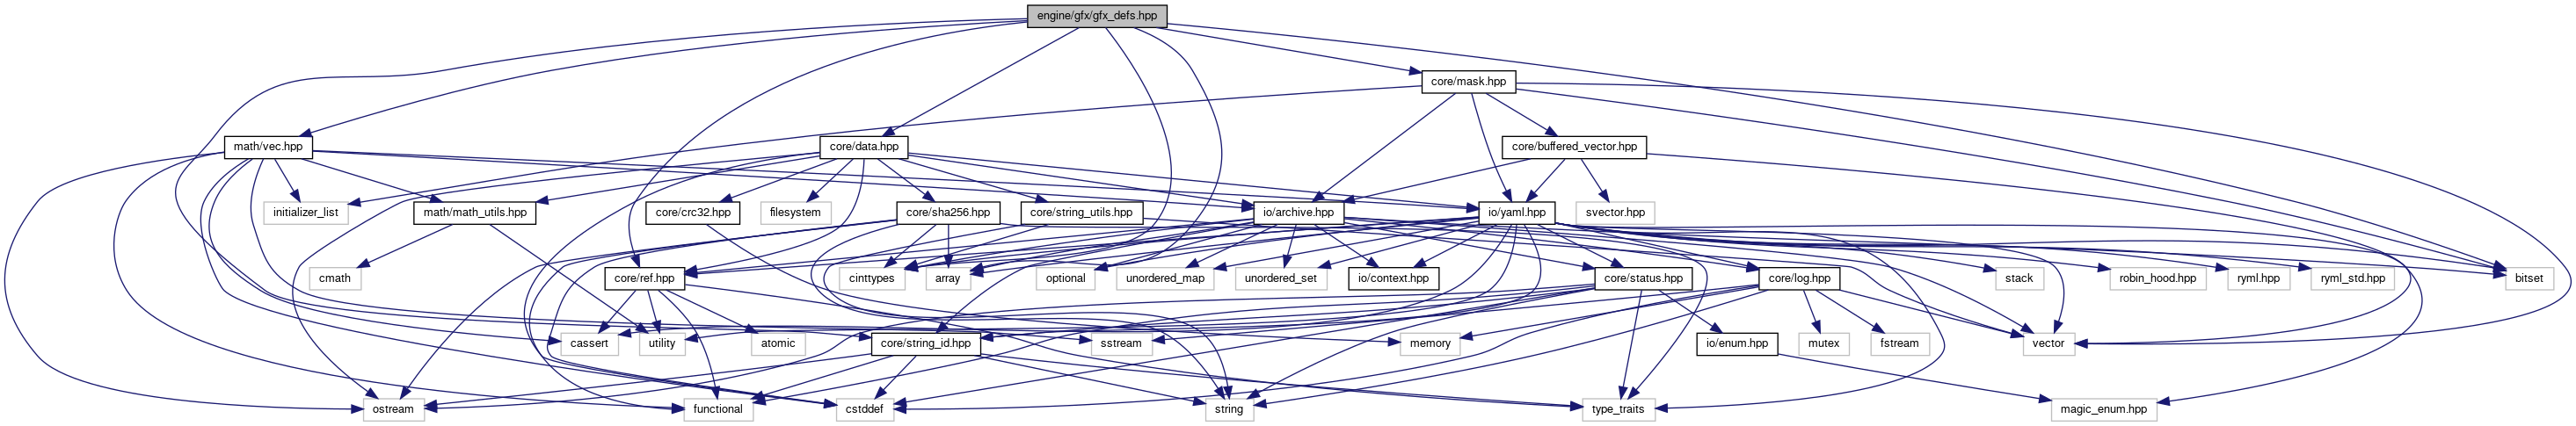 engine/gfx/gfx_defs.hpp
core/mask.hpp
math/vec.hpp
core/data.hpp
core/buffered_vector.hpp
initializer_list
math/math_utils.hpp
core/crc32.hpp
filesystem
core/sha256.hpp
core/string_utils.hpp
io/archive.hpp
io/yaml.hpp
svector.hpp
cmath
core/ref.hpp
cinttypes
array
optional
unordered_map
unordered_set
io/context.hpp
core/status.hpp
core/log.hpp
stack
robin_hood.hpp
ryml.hpp
ryml_std.hpp
bitset
cassert
utility
atomic
core/string_id.hpp
sstream
memory
io/enum.hpp
mutex
fstream
vector
ostream
functional
cstddef
string
type_traits
magic_enum.hpp